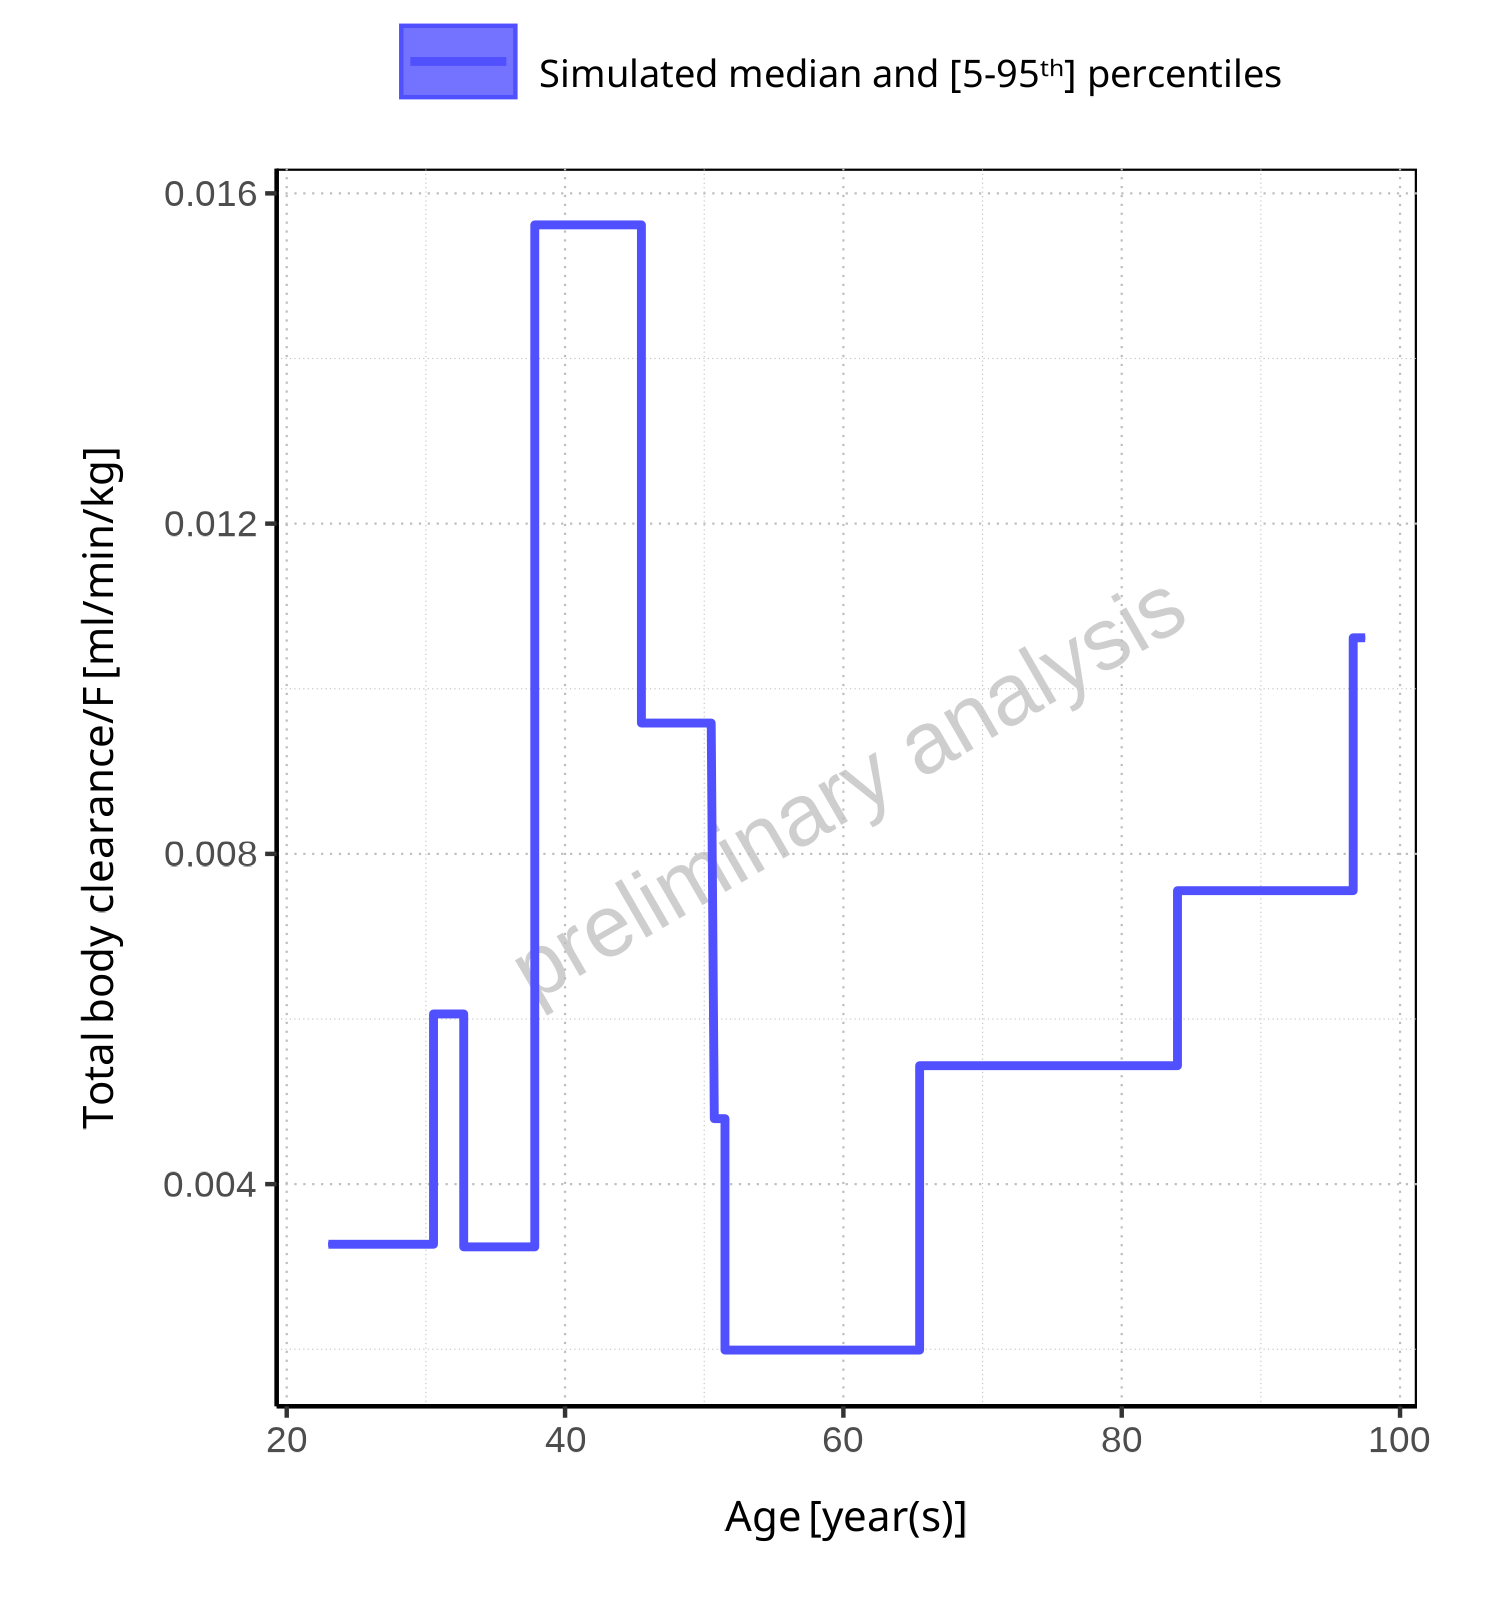 Simulated median and [5-95th] percentiles
0.016
0.012
0.008
0.004
Total body clearance/F [ml/min/kg]
preliminary analysis
20 40 60 80 100
Age [year(s)]